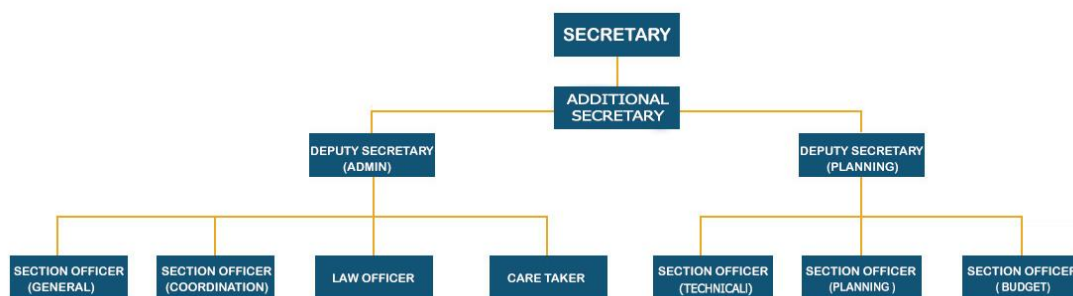 SECRETARY
ADDITIONAL
SECRETARY
DEPUTY SECRETARY
(ADMIN)
DEPUTY SECRETARY
(PLANNING)
SECTION OFFICER
(GENERAL)
SECTION OFFICER
(COORDINATION)
LAW OFFICER
CARE TAKER
SECTION OFFICER
(TECHNICALI)
SECTION OFFICER
(PLANNING )
SECTION OFFICER
( BUDGET)